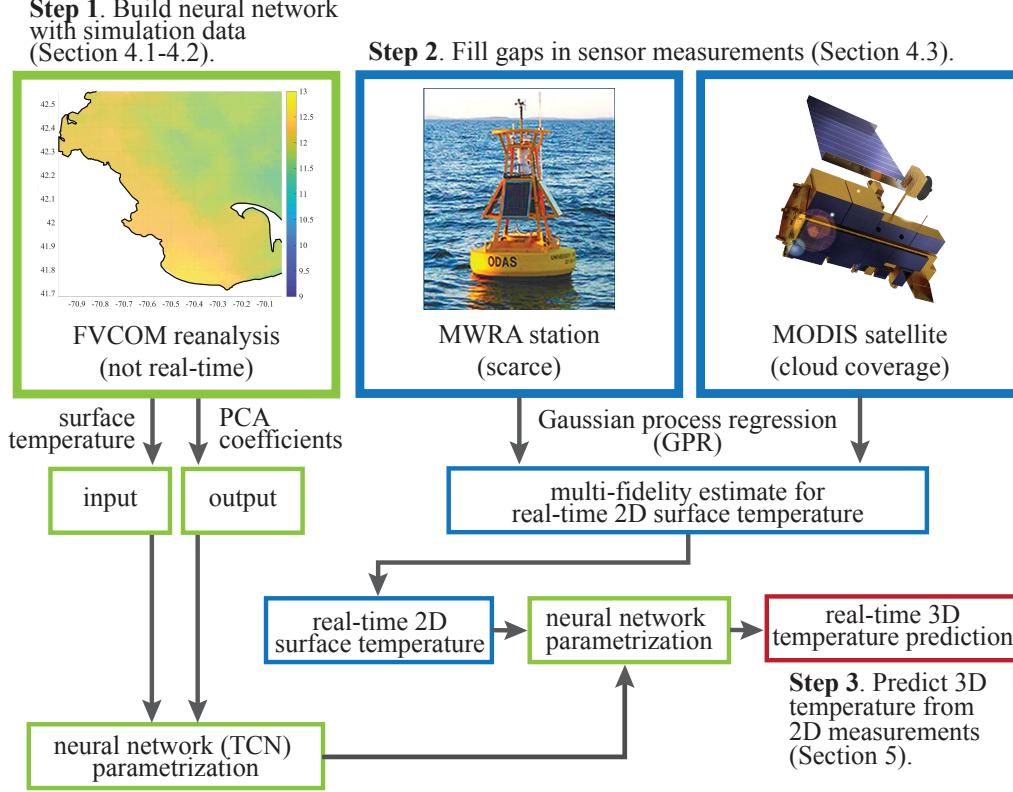 Step 1. Build neural network
with simulation data
(Section 4.1-4.2).
Step 2. Fill gaps in sensor measurements (Section 4.3).
42.5
42.4
42.3
42.2
42.1
42
41.9
41.8
41.7
-70.9 -70.8 -70.7 -70.6 -70.5 -70.4 -70.3 -70.2 -70.1
13
12.5
12
11.5
11
10.5
10
9.5
9
FVCOM reanalysis
(not real-time)
ODAS
MWRA station
(scarce)
MODIS satellite
(cloud coverage)
surface
temperature
PCA
coefficients
Gaussian process regression
(GPR)
input
output
multi-fidelity estimate for
real-time 2D surface temperature
real-time 2D
surface temperature
neural network
parametrization
real-time 3D
temperature prediction
Step 3. Predict 3D
temperature from
2D measurements
(Section 5).
neural network (TCN)
parametrization